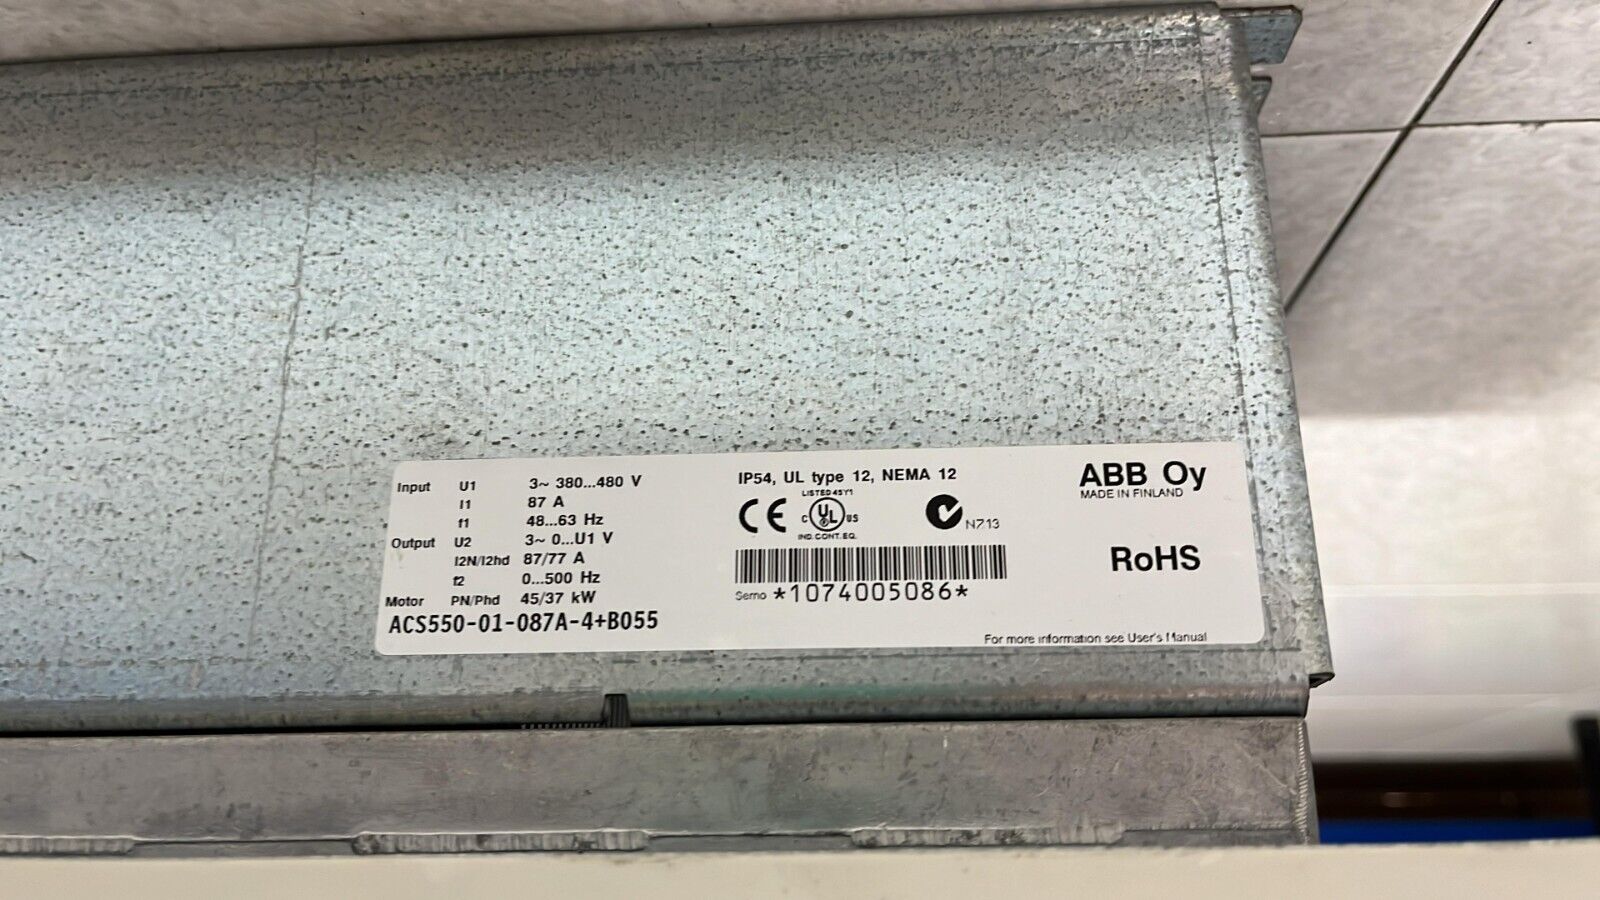 Input U1 3~ 380...480 V
I1 87 A
f1 48...63 Hz
Output U2 3~ 0...U1 V
I2N/I2hd 87/77 A
f2 0...500 Hz
Motor PN/Phd 45/37 kW
ACS550-01-087A-4+B055
IP54, UL type 12, NEMA 12
LISTED 45Y1
CE C UL US
IND. CONT. EQ.
N713
Serno *1074005086*
ABB Oy
MADE IN FINLAND
RoHS
For more information see User's Manual